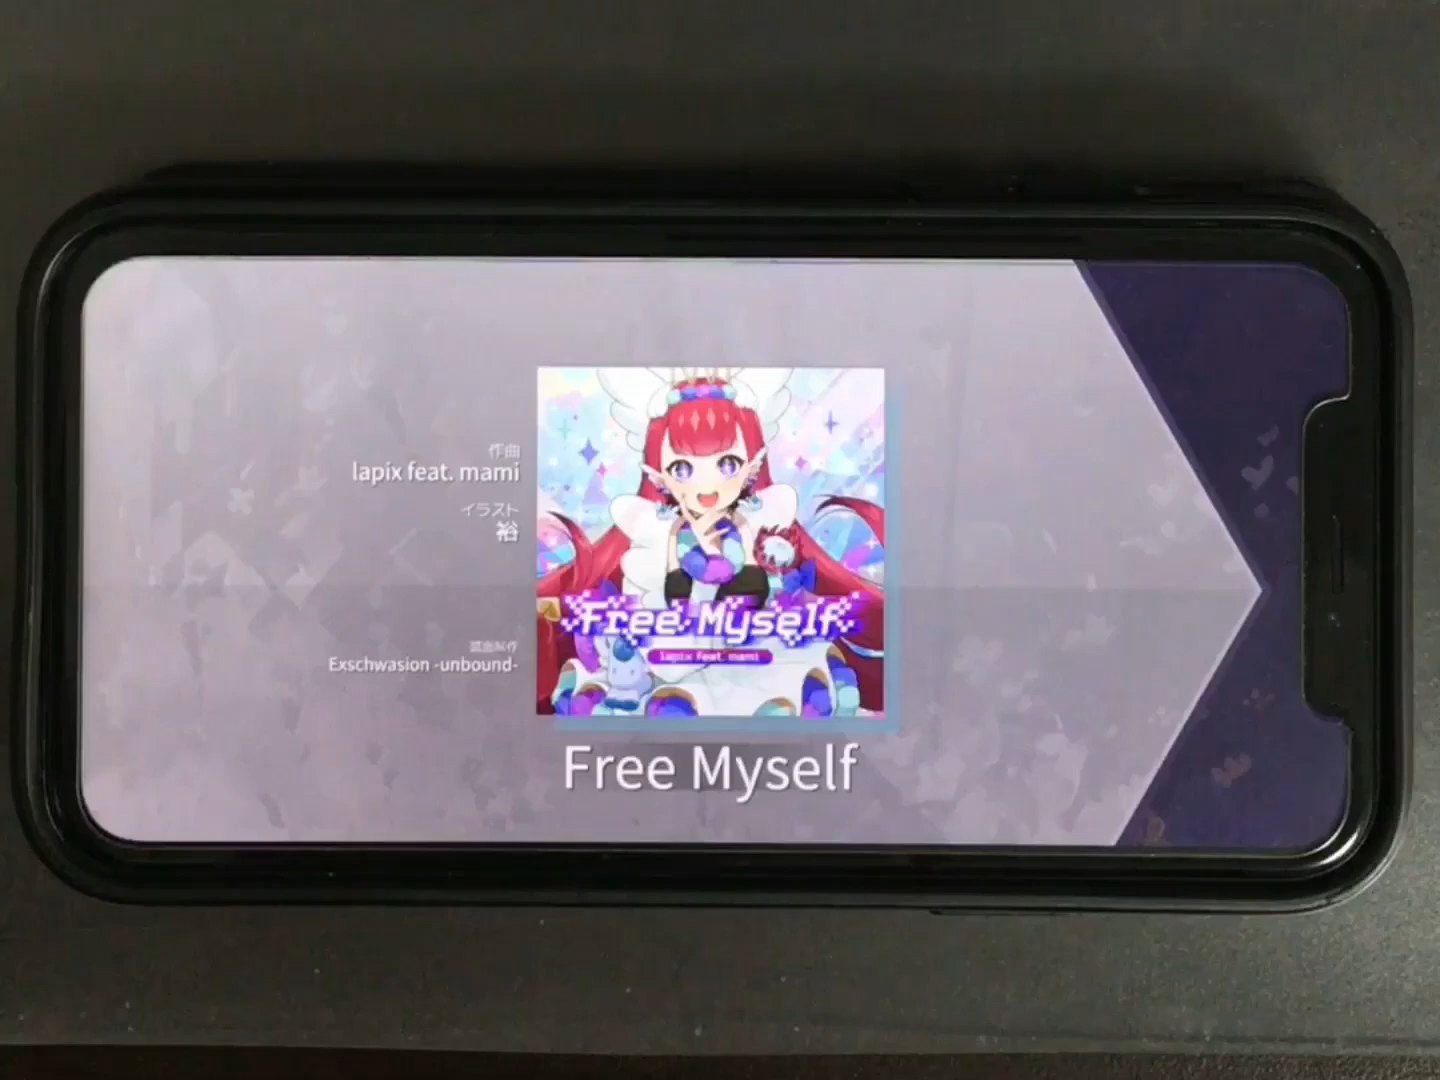 作曲
lapix feat. mami
イラスト
裕
譜面制作
Exschwasion -unbound-
Free Myself
lapix feat. mami
Free Myself